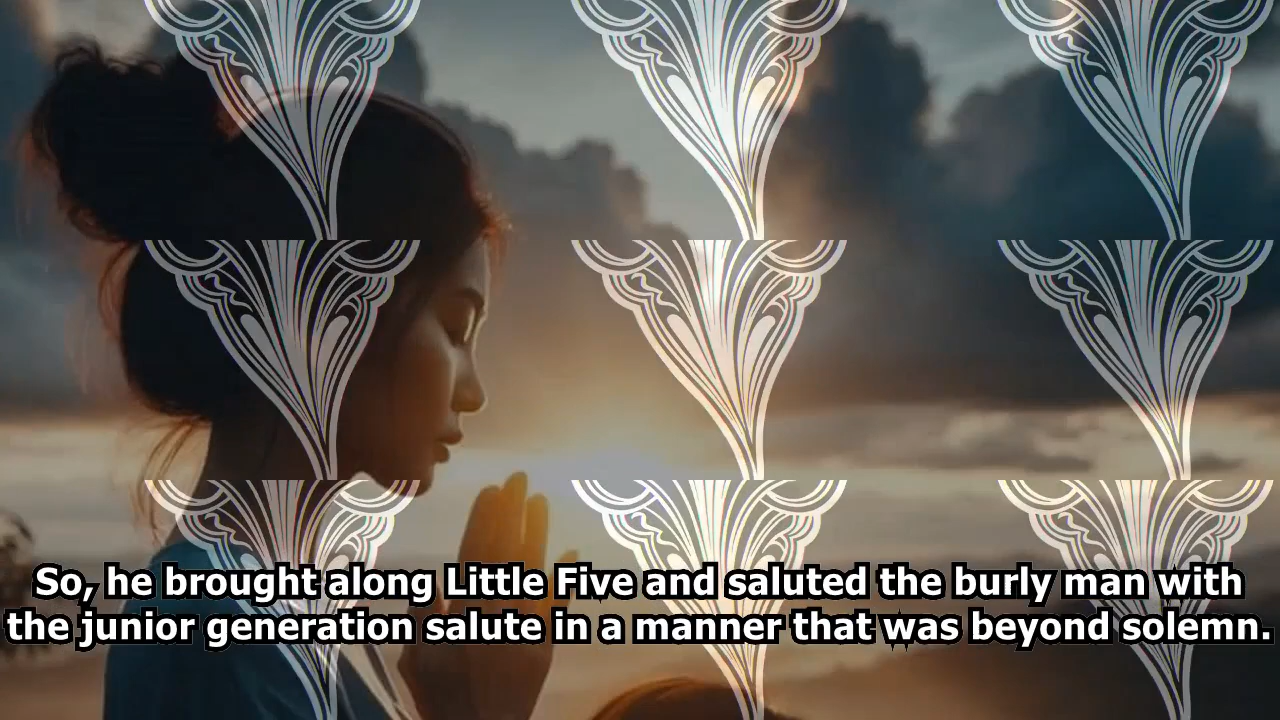 So, he brought along Little Five and saluted the burly man with
the junior generation salute in a manner that was beyond solemn.